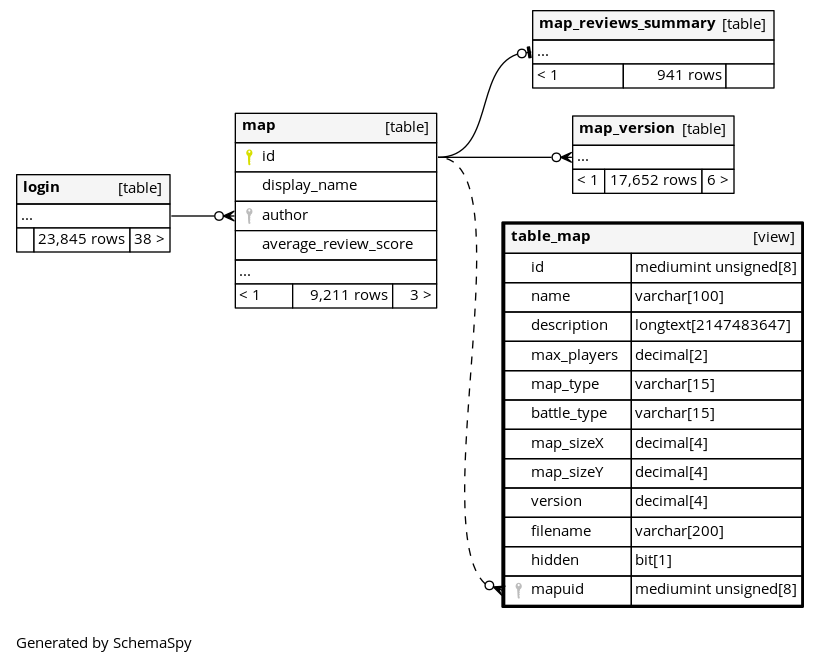 map_reviews_summary [table]
...
< 1 941 rows
map [table]
id
display_name
author
average_review_score
...
< 1 9,211 rows 3 >
map_version [table]
...
< 1 17,652 rows 6 >
login [table]
...
23,845 rows 38 >
table_map [view]
id mediumint unsigned[8]
name varchar[100]
description longtext[2147483647]
max_players decimal[2]
map_type varchar[15]
battle_type varchar[15]
map_sizeX decimal[4]
map_sizeY decimal[4]
version decimal[4]
filename varchar[200]
hidden bit[1]
mapuid mediumint unsigned[8]
Generated by SchemaSpy